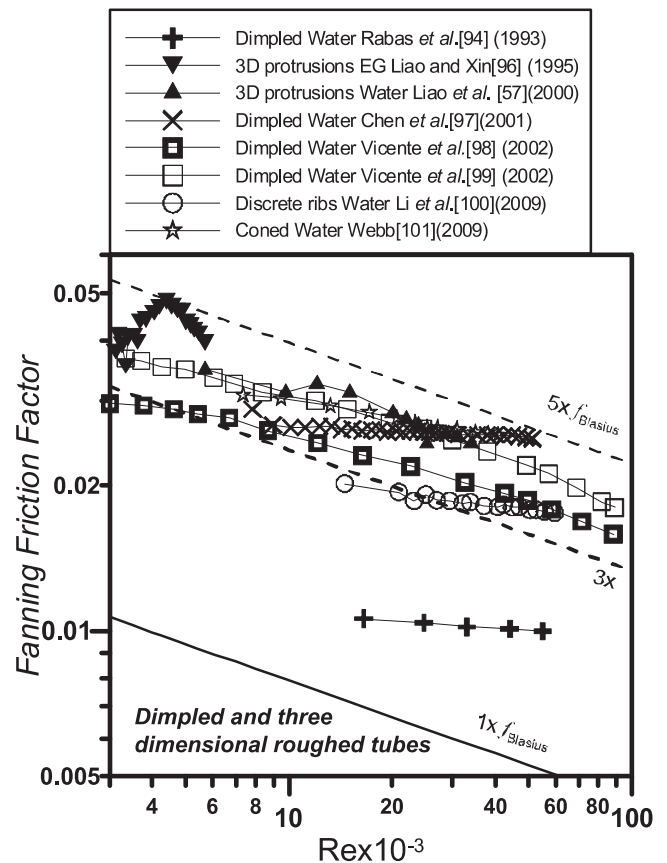 Dimpled Water Rabas et al.[94] (1993)
3D protrusions EG Liao and Xin[96] (1995)
3D protrusions Water Liao et al. [57](2000)
Dimpled Water Chen et al.[97](2001)
Dimpled Water Vicente et al.[98] (2002)
Dimpled Water Vicente et al.[99] (2002)
Discrete ribs Water Li et al.[100](2009)
Coned Water Webb[101](2009)
0.05
5x fBlasius
Fanning Friction Factor
0.02
3x
0.01
1x fBlasius
Dimpled and three
dimensional roughed tubes
0.005
4 6 8 10 20 40 60 80 100
Rex10-3